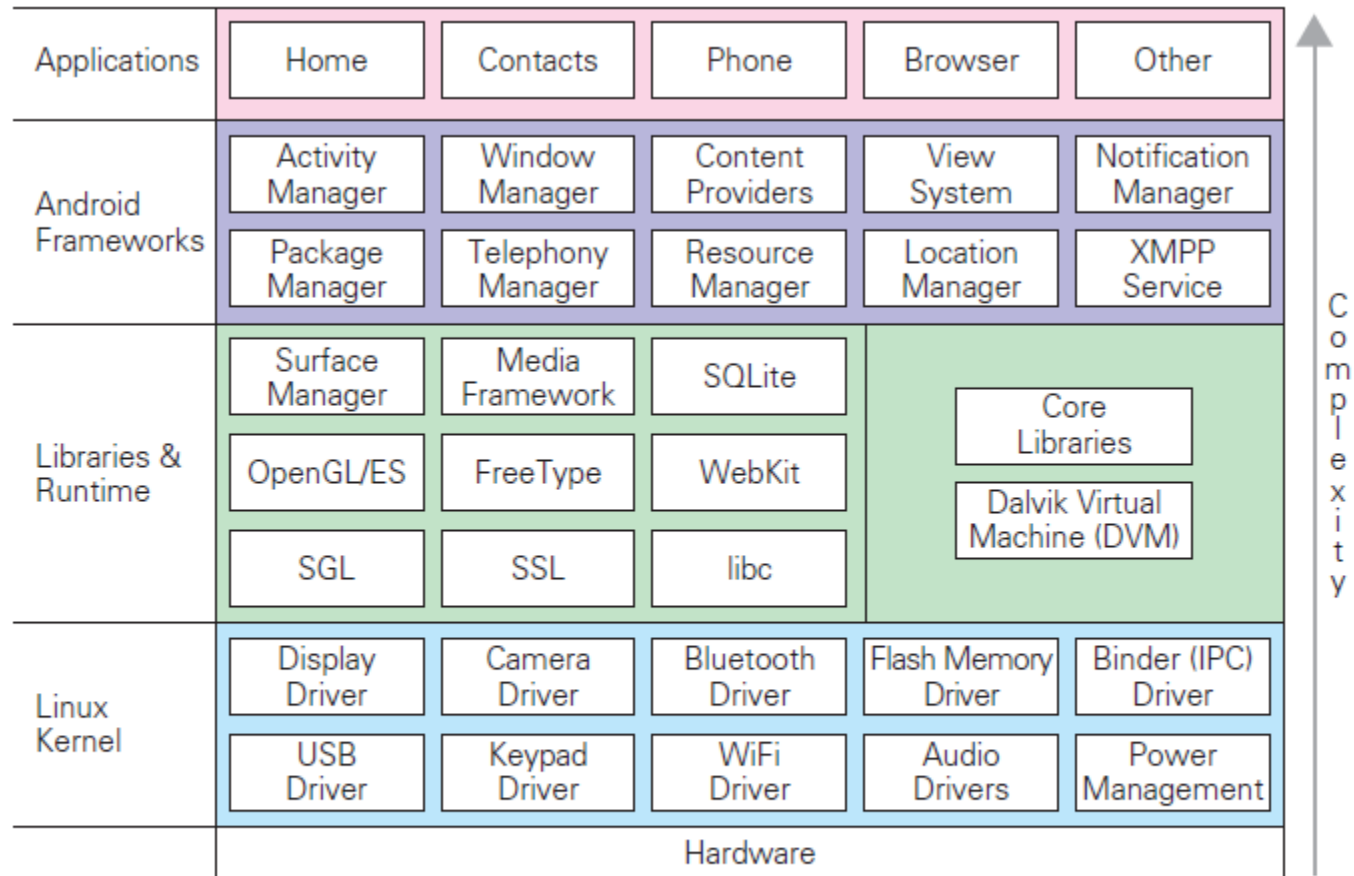 Applications
Home
Contacts
Phone
Browser
Other
Android
Frameworks
Activity
Manager
Window
Manager
Content
Providers
View
System
Notification
Manager
Package
Manager
Telephony
Manager
Resource
Manager
Location
Manager
XMPP
Service
Libraries &
Runtime
Surface
Manager
Media
Framework
SQLite
OpenGL/ES
FreeType
WebKit
SGL
SSL
libc
Core
Libraries
Dalvik Virtual
Machine (DVM)
Linux
Kernel
Display
Driver
Camera
Driver
Bluetooth
Driver
Flash Memory
Driver
Binder (IPC)
Driver
USB
Driver
Keypad
Driver
WiFi
Driver
Audio
Drivers
Power
Management
Hardware
Complexity